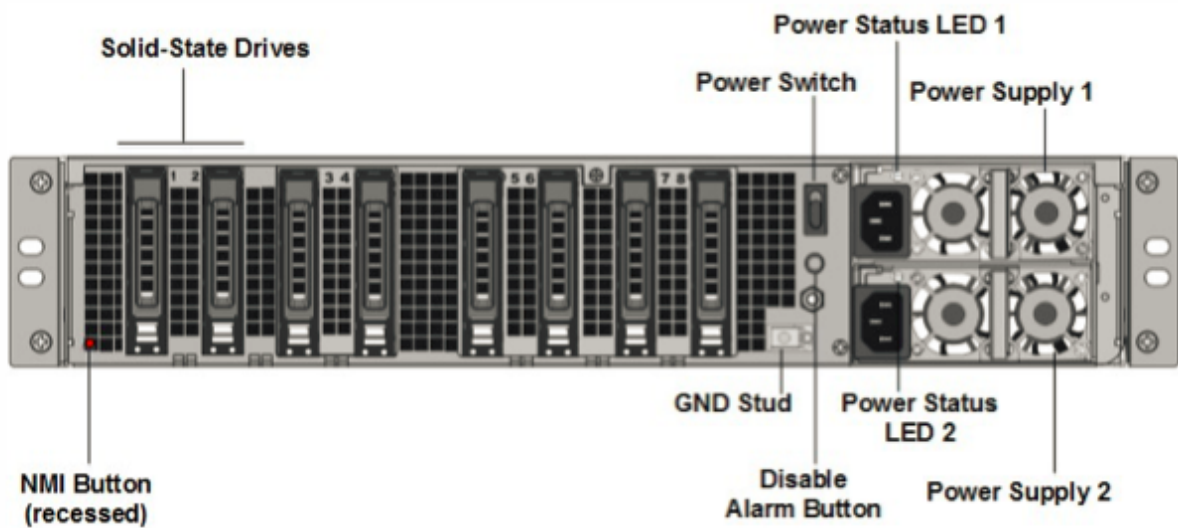 Power Status LED 1
Solid-State Drives
Power Switch
Power Supply 1
1 2
3 4
5 6
7 8
GND Stud
Power Status
LED 2
NMI Button
(recessed)
Disable
Alarm Button
Power Supply 2